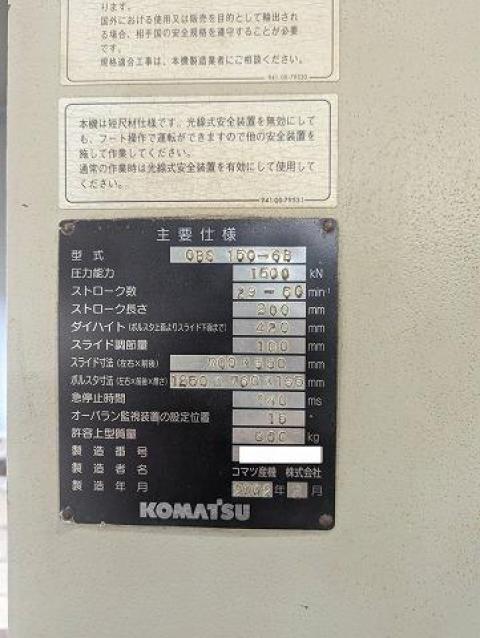 ります。
国外における使用又は販売を目的として輸出され
る場合、相手国の安全規格を遵守することが必要
です。
規格適合工事は、本機製造業者にご相談ください。
941 00-79530
本機は短尺材仕様です。光線式安全装置を無効にして
も、フート操作で運転ができますので他の安全装置を
施して作業してください。
通常の作業時は光線式安全装置を有効にして使用して
ください。
941 00-79531
主要仕様
型式 OBS 150-6B
圧力能力 1500 kN
ストローク数 29-60 min-1
ストローク長さ 200 mm
ダイハイト(ボルスタ上面よりスライド下面まで) 420 mm
スライド調節量 100 mm
スライド寸法(左右×前後) 700×580 mm
ボルスタ寸法(左右×前後×厚さ) 1250×760×155 mm
急停止時間 240 ms
オーバラン監視装置の設定位置 15 °
許容上型質量 650 kg
製造番号
製造者名 コマツ産機 株式会社
製造年月 年 月
KOMATSU